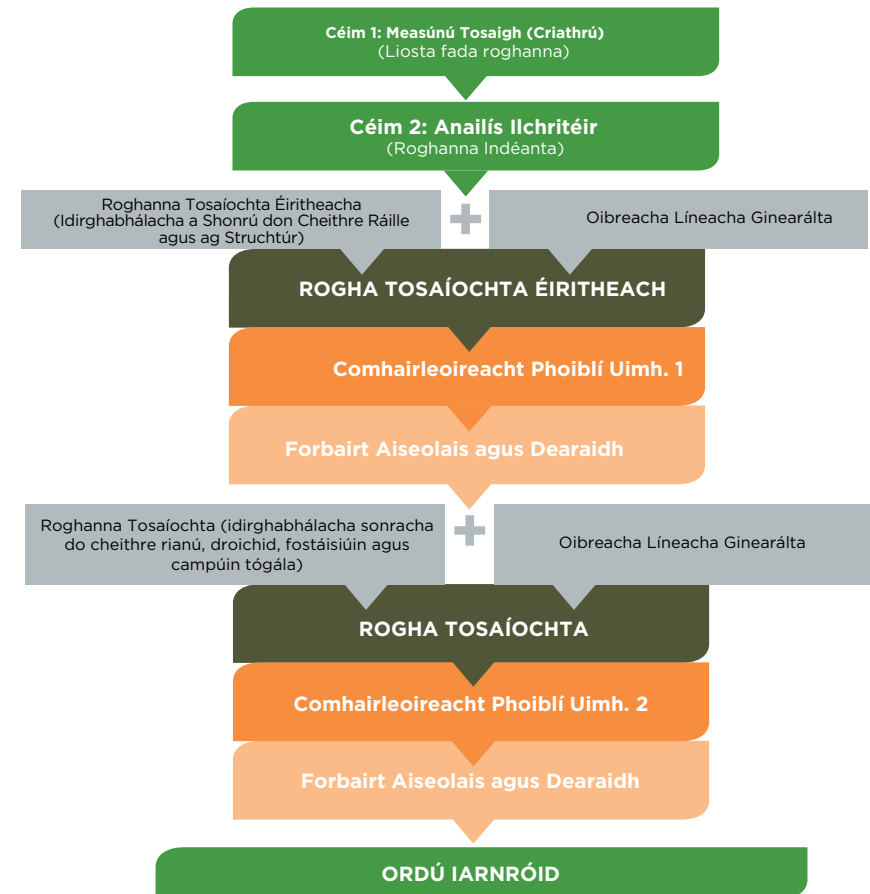 Céim 1: Measúnú Tosaigh (Criathrú)
(Liosta fada roghanna)
Céim 2: Anailís Ilchritéir
(Roghanna Indéanta)
Roghanna Tosaíochta Éiritheacha
(Idirghabhálacha a Shonrú don Cheithre Ráille
agus ag Struchtúr)
Oibreacha Líneacha Ginearálta
ROGHA TOSAÍOCHTA ÉIRITHEACH
Comhairleoireacht Phoiblí Uimh. 1
Forbairt Aiseolais agus Dearaidh
Roghanna Tosaíochta (idirghabhálacha sonracha
do cheithre rianú, droichid, fostáisiúin agus
campúin tógála)
Oibreacha Líneacha Ginearálta
ROGHA TOSAÍOCHTA
Comhairleoireacht Phoiblí Uimh. 2
Forbairt Aiseolais agus Dearaidh
ORDÚ IARNRÓID